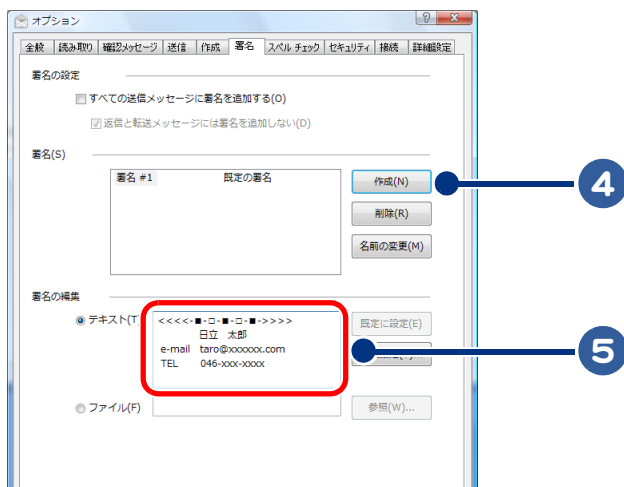 オプション
全般 読み取り 確認メッセージ 送信 作成 署名 スペル チェック セキュリティ 接続 詳細設定
署名の設定
すべての送信メッセージに署名を追加する(O)
返信と転送メッセージには署名を追加しない(D)
署名(S)
署名 #1 既定の署名
作成(N)
4
削除(R)
名前の変更(M)
署名の編集
テキスト(T)
<<<<-■-□-■-□-■->>>>
日立 太郎
e-mail taro@xxxxxx.com
TEL 046-xxx-xxxx
既定に設定(E)
5
ファイル(F)
参照(W)...